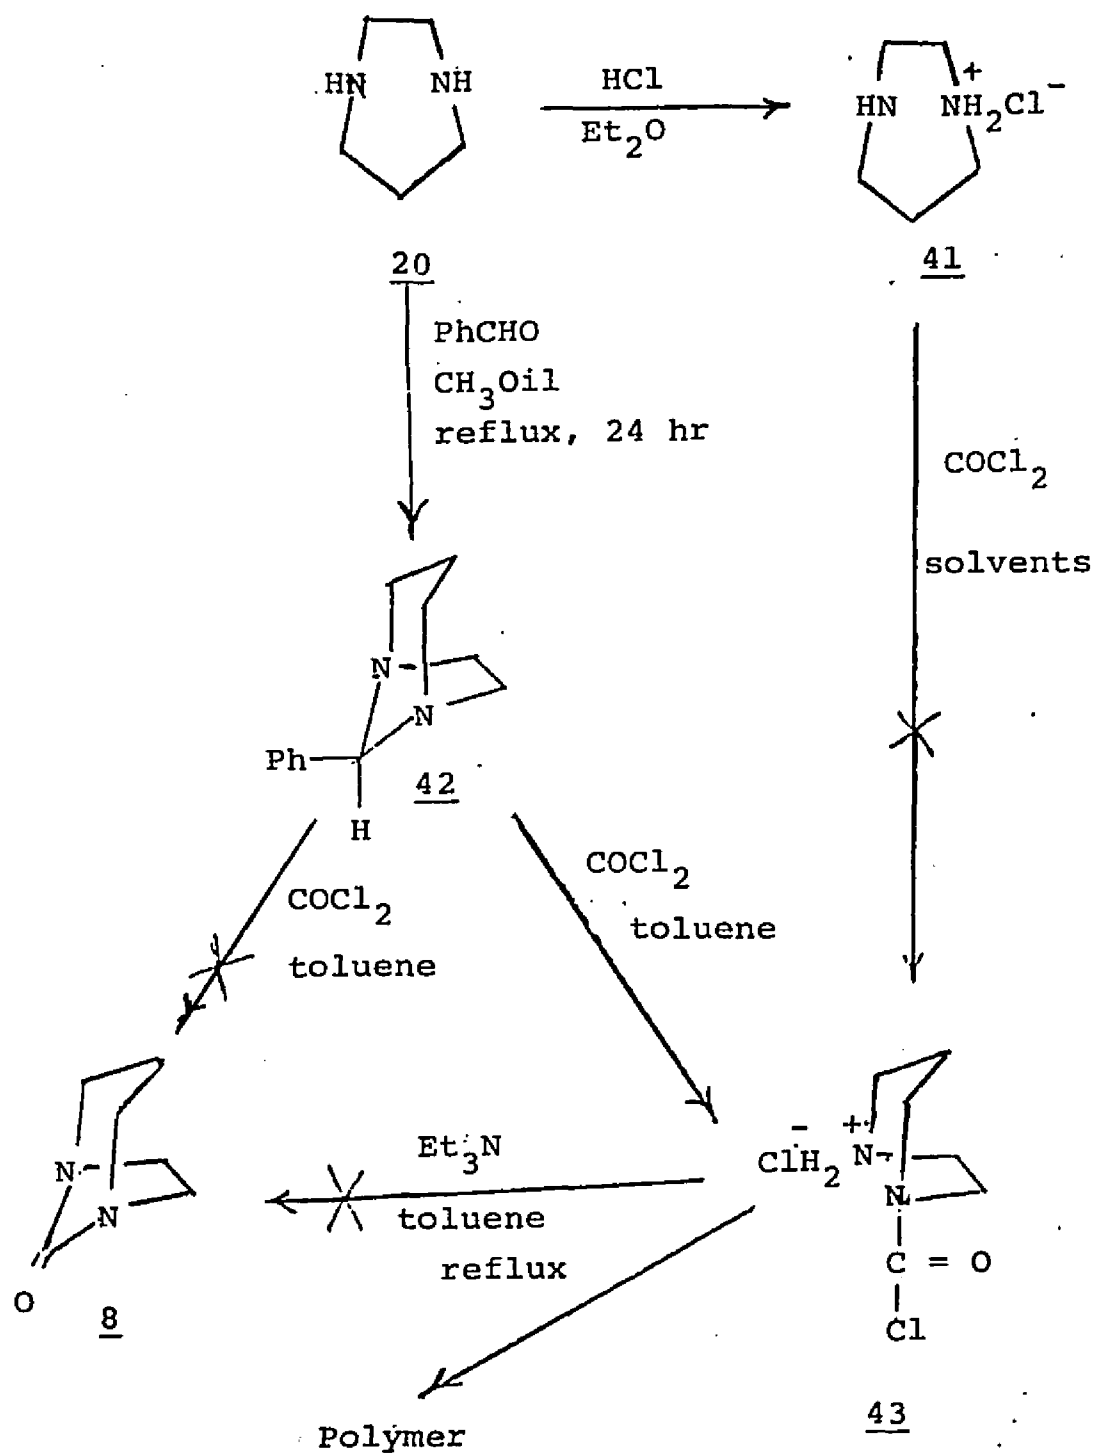 HN NH
HCl
Et2O
HN NH2Cl-
+
20
41
PhCHO
CH3Oil
reflux, 24 hr
COCl2
solvents
N
N
Ph
42
H
COCl2
toluene
COCl2
toluene
Et3N
toluene
reflux
- +
ClH2 N
N
C = O
Cl
N
N
O
8
43
Polymer